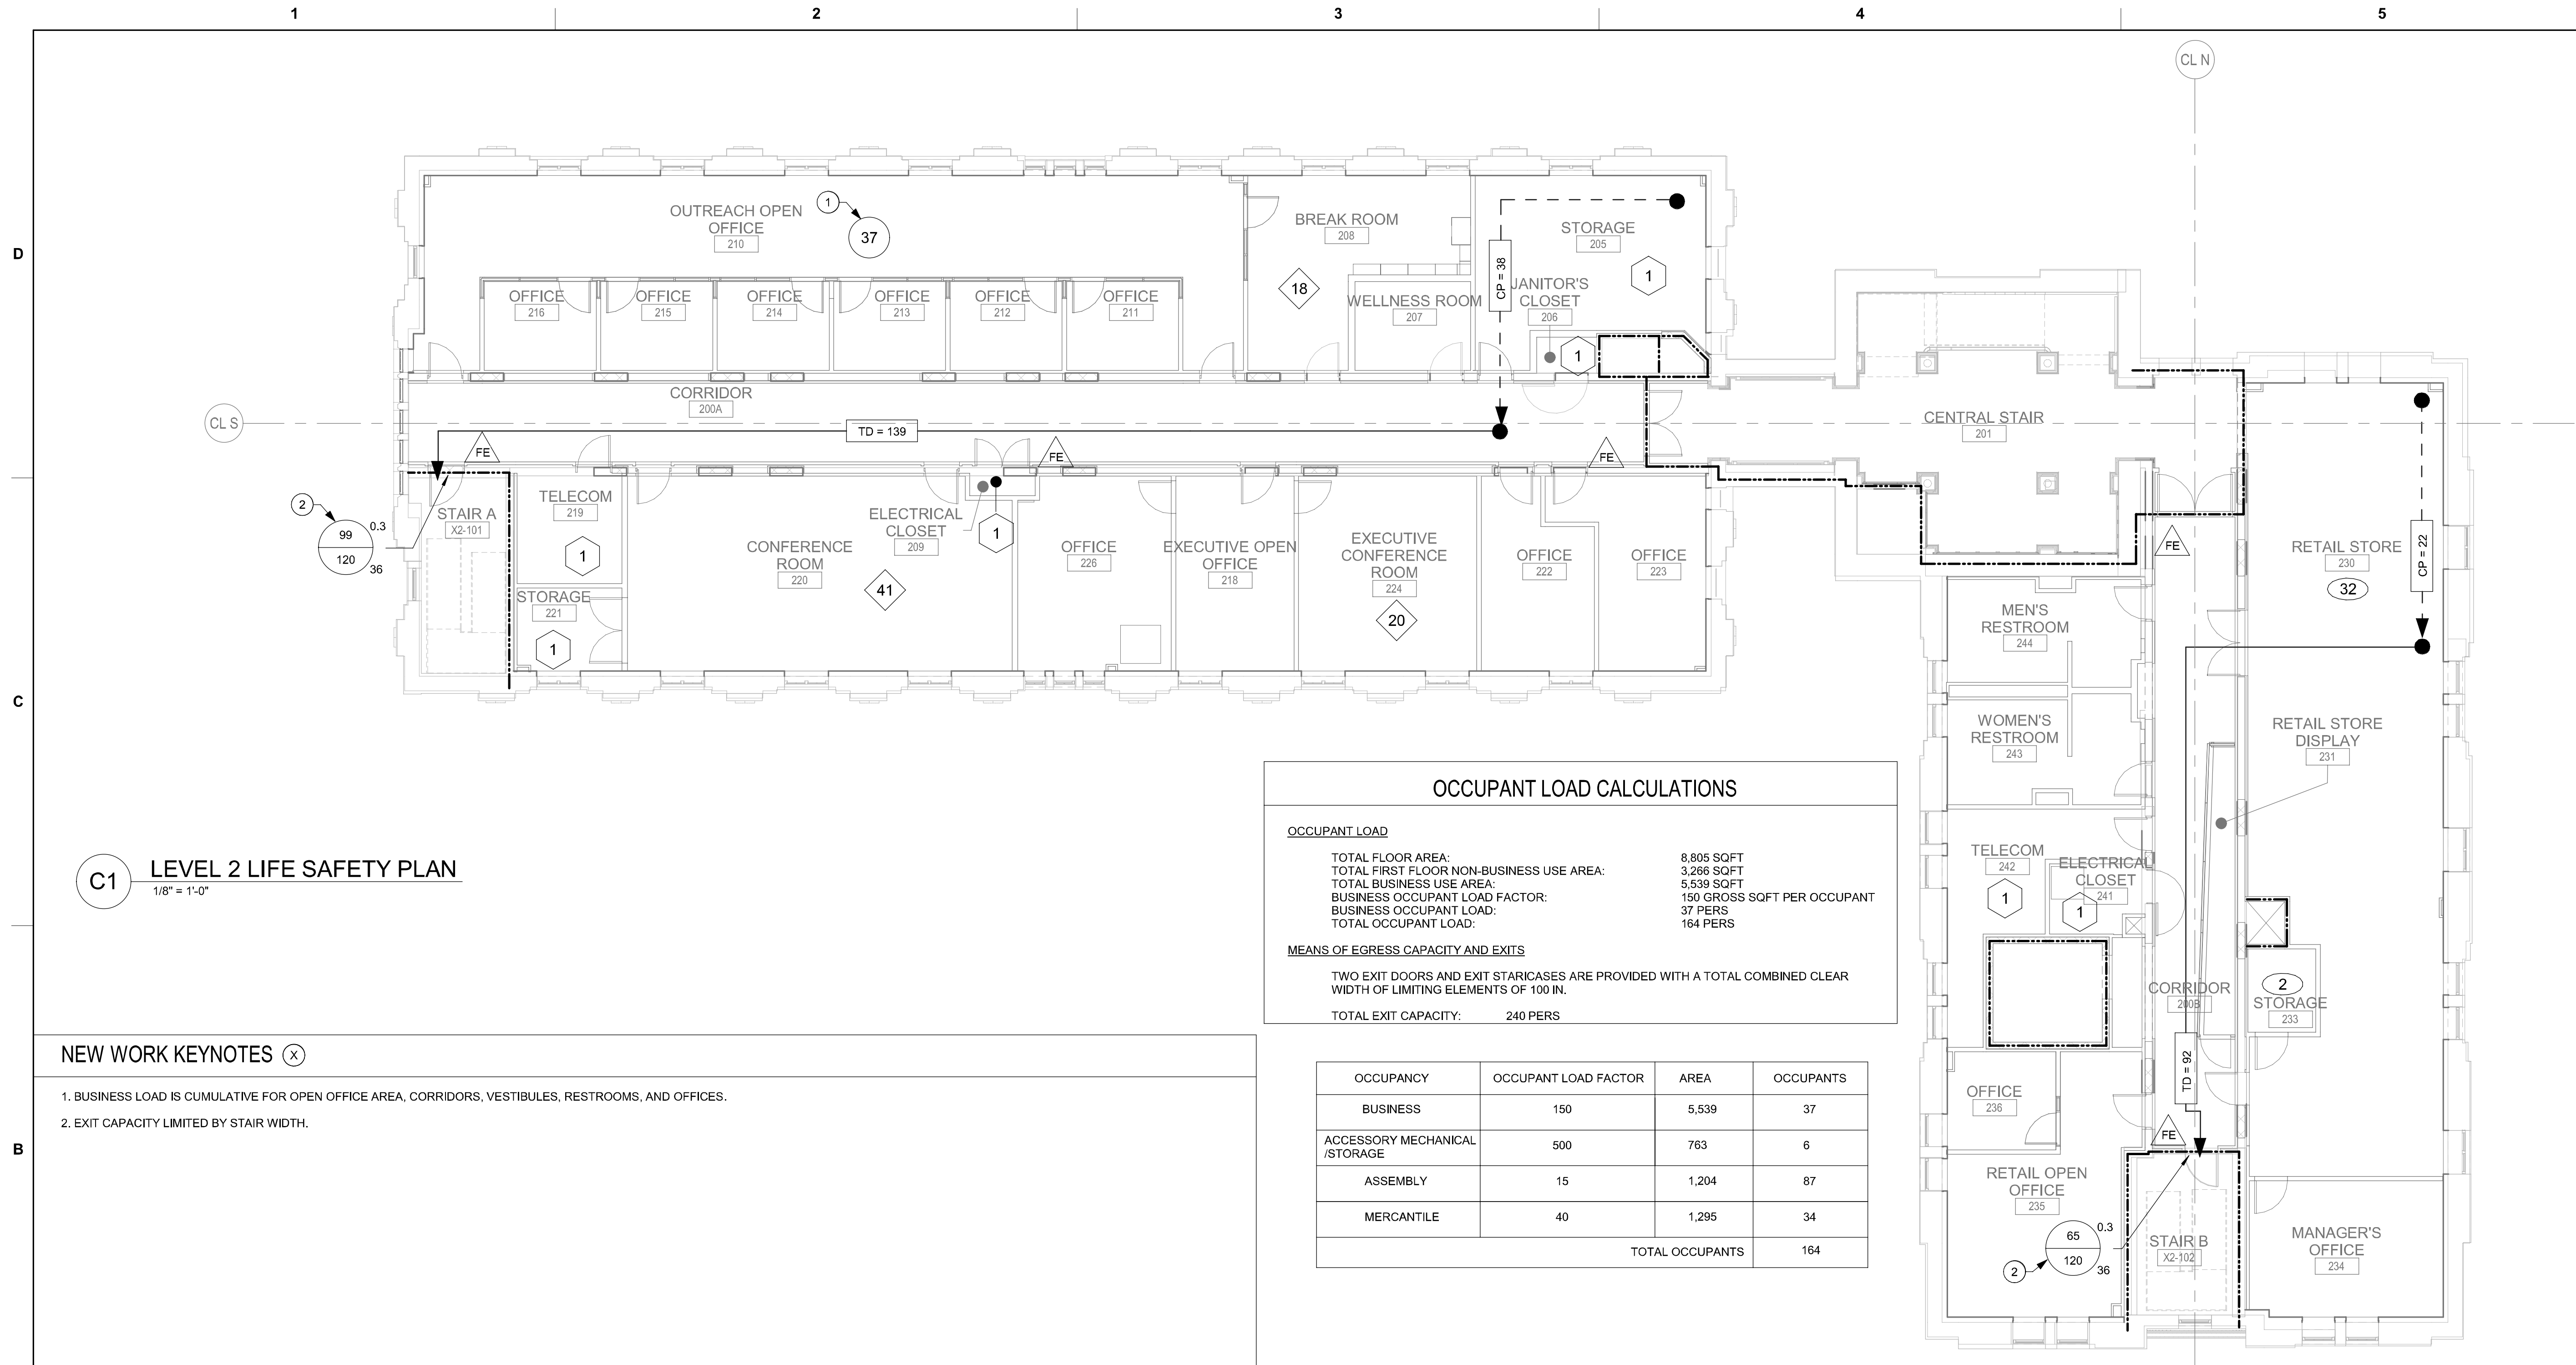 1 2 3 4 5
D
C
B
CL N
CL S
OUTREACH OPEN
OFFICE
210
1
37
BREAK ROOM
208
18
STORAGE
205
1
CP = 38
OFFICE
216
OFFICE
215
OFFICE
214
OFFICE
213
OFFICE
212
OFFICE
211
WELLNESS ROOM
207
JANITOR'S
CLOSET
206
1
CORRIDOR
200A
TD = 139
FE
FE
FE
CENTRAL STAIR
201
2
99
120
0.3
36
STAIR A
X2-101
TELECOM
219
1
STORAGE
221
1
CONFERENCE
ROOM
220
41
ELECTRICAL
CLOSET
209
1
OFFICE
226
EXECUTIVE OPEN
OFFICE
218
EXECUTIVE
CONFERENCE
ROOM
224
20
OFFICE
222
OFFICE
223
FE
RETAIL STORE
230
32
CP = 22
MEN'S
RESTROOM
244
WOMEN'S
RESTROOM
243
RETAIL STORE
DISPLAY
231
TELECOM
242
1
ELECTRICAL
CLOSET
241
1
CORRIDOR
200B
2
STORAGE
233
TD = 92
OFFICE
236
FE
RETAIL OPEN
OFFICE
235
65
120
0.3
36
2
STAIR B
X2-102
MANAGER'S
OFFICE
234
C1
LEVEL 2 LIFE SAFETY PLAN
1/8" = 1'-0"
OCCUPANT LOAD CALCULATIONS
OCCUPANT LOAD
TOTAL FLOOR AREA: 8,805 SQFT
TOTAL FIRST FLOOR NON-BUSINESS USE AREA: 3,266 SQFT
TOTAL BUSINESS USE AREA: 5,539 SQFT
BUSINESS OCCUPANT LOAD FACTOR: 150 GROSS SQFT PER OCCUPANT
BUSINESS OCCUPANT LOAD: 37 PERS
TOTAL OCCUPANT LOAD: 164 PERS
MEANS OF EGRESS CAPACITY AND EXITS
TWO EXIT DOORS AND EXIT STARICASES ARE PROVIDED WITH A TOTAL COMBINED CLEAR
WIDTH OF LIMITING ELEMENTS OF 100 IN.
TOTAL EXIT CAPACITY: 240 PERS
NEW WORK KEYNOTES X
1. BUSINESS LOAD IS CUMULATIVE FOR OPEN OFFICE AREA, CORRIDORS, VESTIBULES, RESTROOMS, AND OFFICES.
2. EXIT CAPACITY LIMITED BY STAIR WIDTH.
OCCUPANCY OCCUPANT LOAD FACTOR AREA OCCUPANTS
BUSINESS 150 5,539 37
ACCESSORY MECHANICAL
/STORAGE 500 763 6
ASSEMBLY 15 1,204 87
MERCANTILE 40 1,295 34
TOTAL OCCUPANTS 164